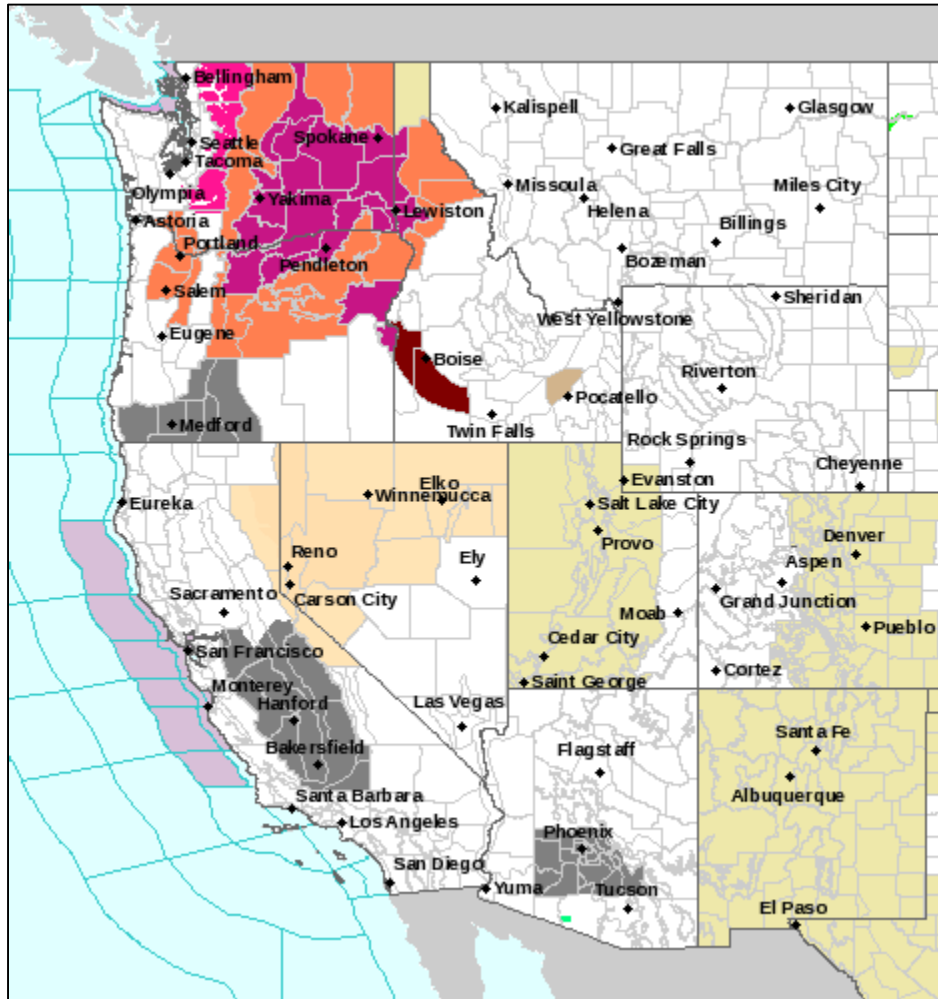 Bellingham
Kalispell
Glasgow
Seattle
Spokane
Great Falls
Tacoma
Missoula
Miles City
Olympia
Yakima
Helena
Lewiston
Astoria
Billings
Portland
Bozeman
Pendleton
Salem
Sheridan
West Yellowstone
Eugene
Boise
Riverton
Pocatello
Medford
Twin Falls
Rock Springs
Cheyenne
Evanston
Elko
Winnemucca
Eureka
Salt Lake City
Provo
Denver
Reno
Ely
Aspen
Sacramento
Carson City
Grand Junction
Moab
Pueblo
Cedar City
San Francisco
Cortez
Saint George
Monterey
Hanford
Las Vegas
Bakersfield
Flagstaff
Santa Fe
Albuquerque
Santa Barbara
Los Angeles
Phoenix
San Diego
Yuma
Tucson
El Paso